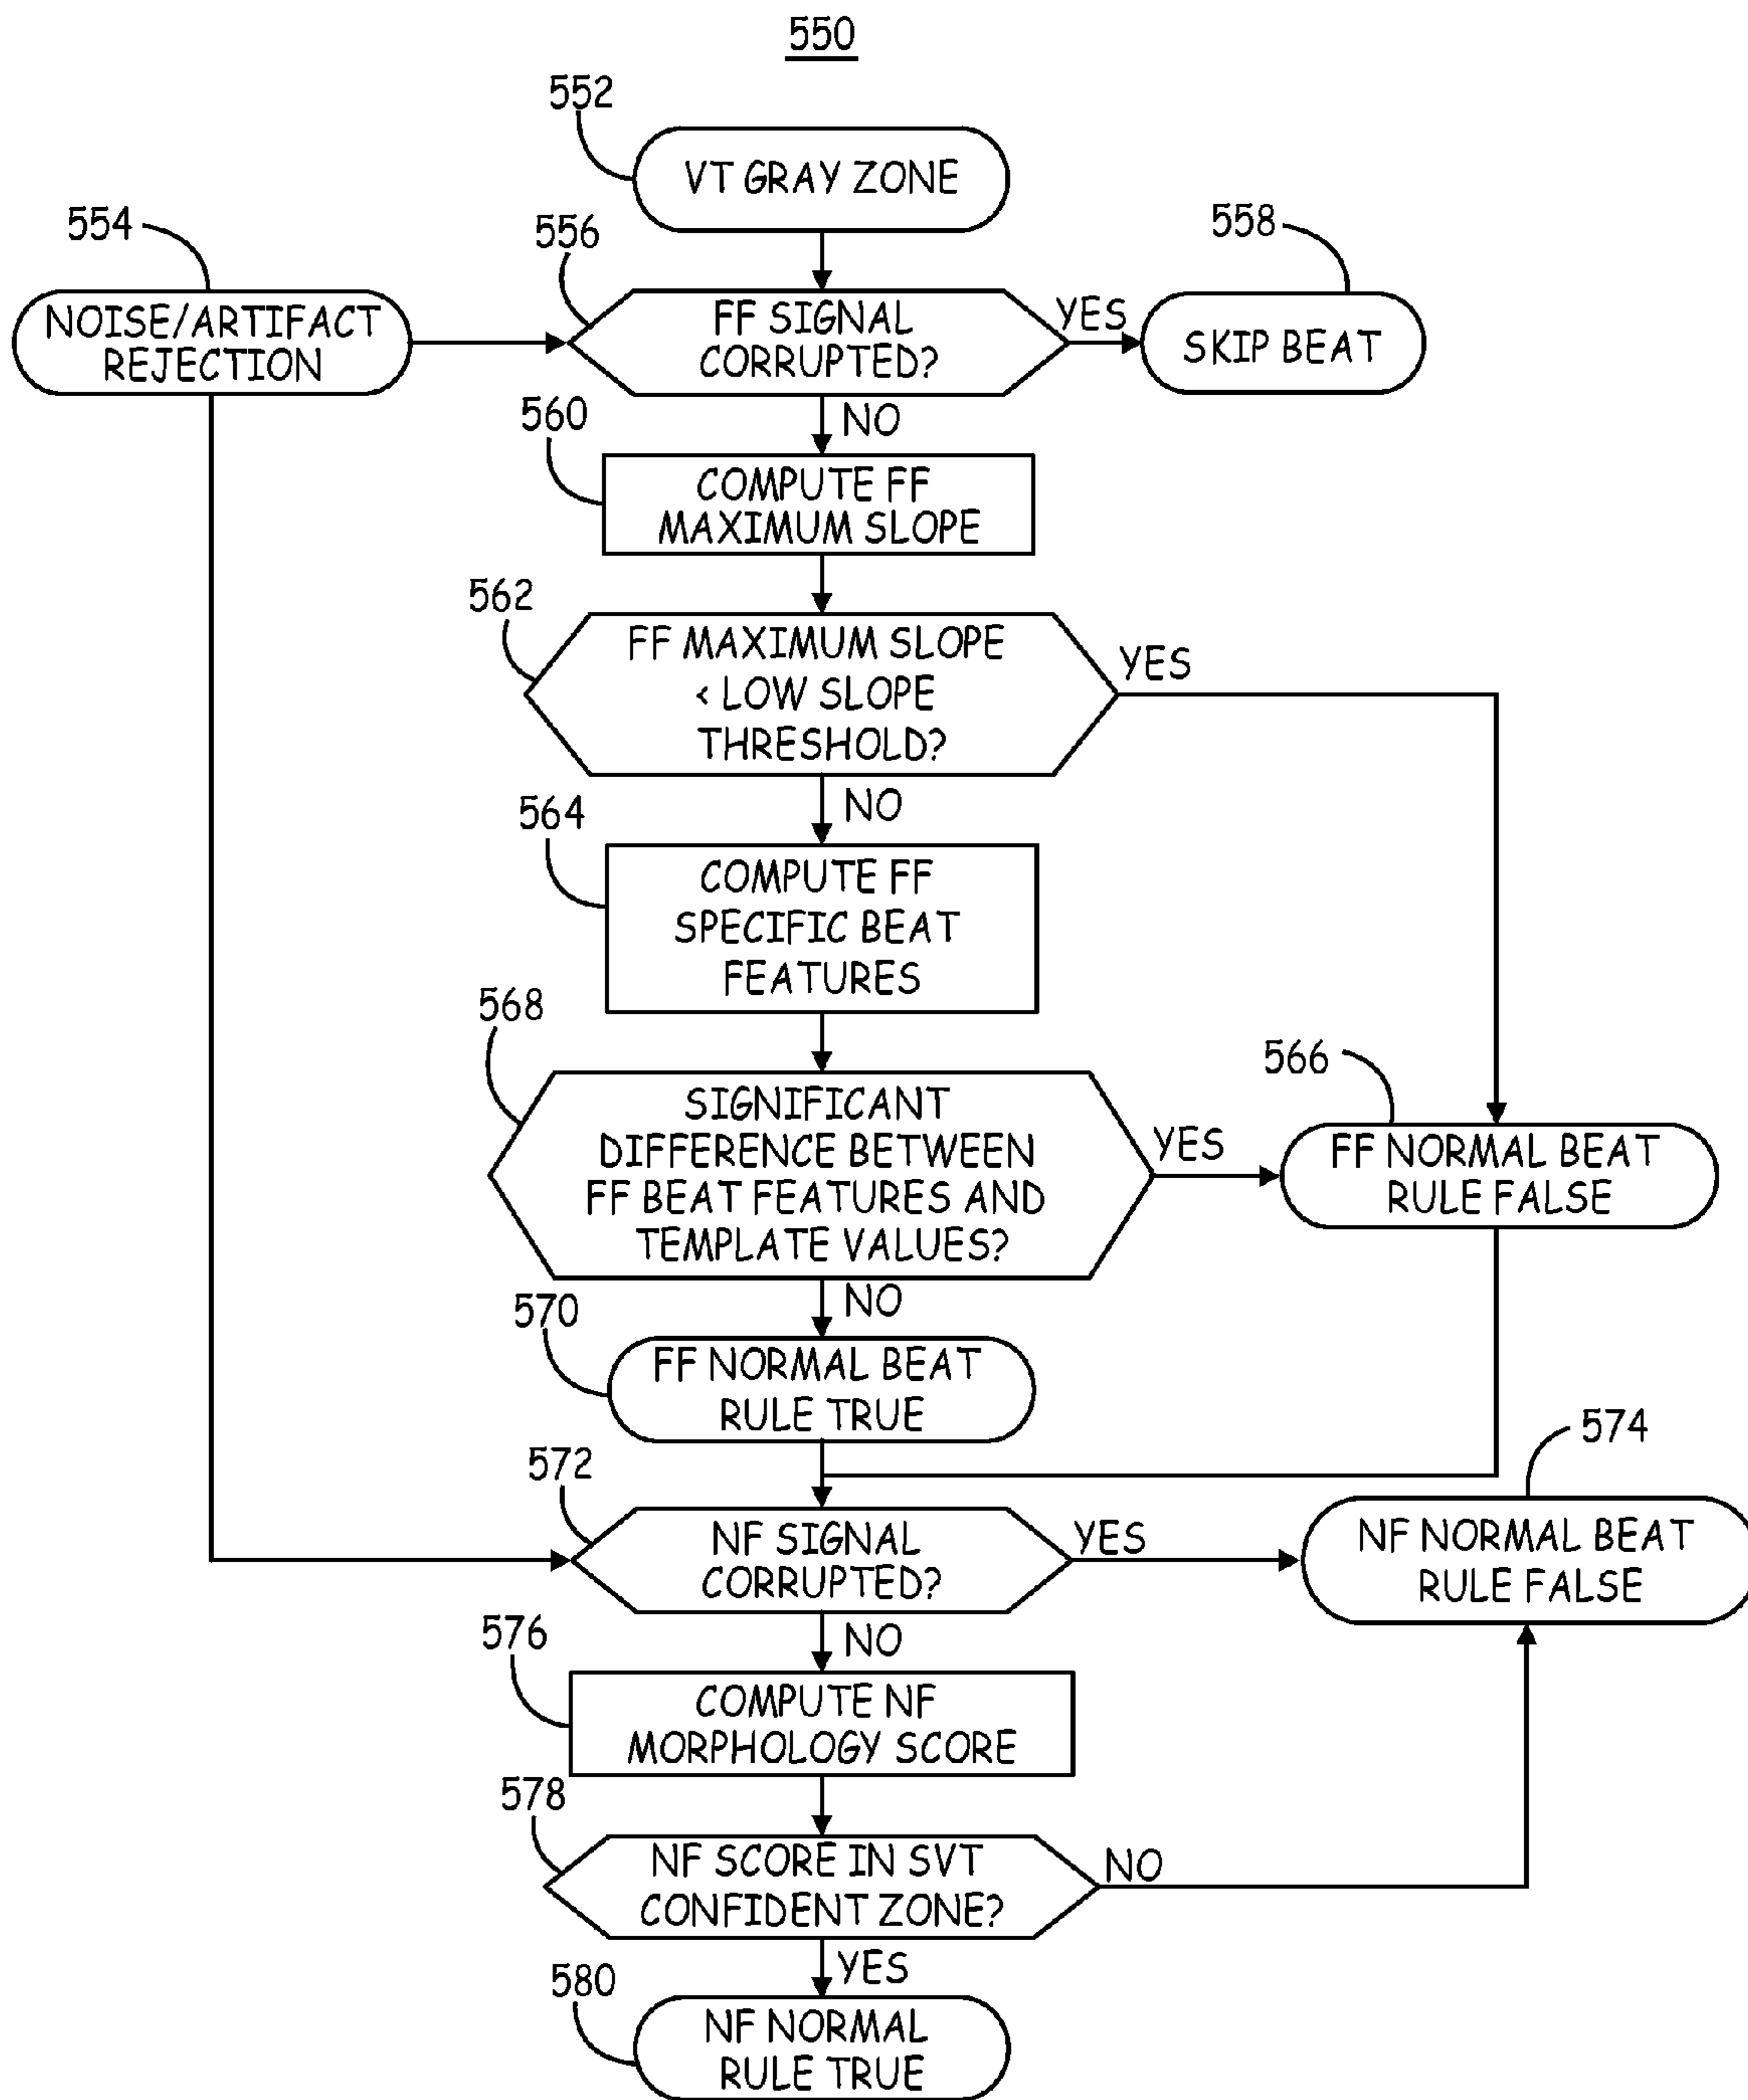 550
552
VT GRAY ZONE
554
NOISE/ARTIFACT
REJECTION
556
FF SIGNAL
CORRUPTED?
YES
558
SKIP BEAT
NO
560
COMPUTE FF
MAXIMUM SLOPE
562
FF MAXIMUM SLOPE
< LOW SLOPE
THRESHOLD?
YES
NO
564
COMPUTE FF
SPECIFIC BEAT
FEATURES
568
SIGNIFICANT
DIFFERENCE BETWEEN
FF BEAT FEATURES AND
TEMPLATE VALUES?
YES
566
FF NORMAL BEAT
RULE FALSE
NO
570
FF NORMAL BEAT
RULE TRUE
572
NF SIGNAL
CORRUPTED?
YES
574
NF NORMAL BEAT
RULE FALSE
NO
576
COMPUTE NF
MORPHOLOGY SCORE
578
NF SCORE IN SVT
CONFIDENT ZONE?
NO
YES
580
NF NORMAL
RULE TRUE